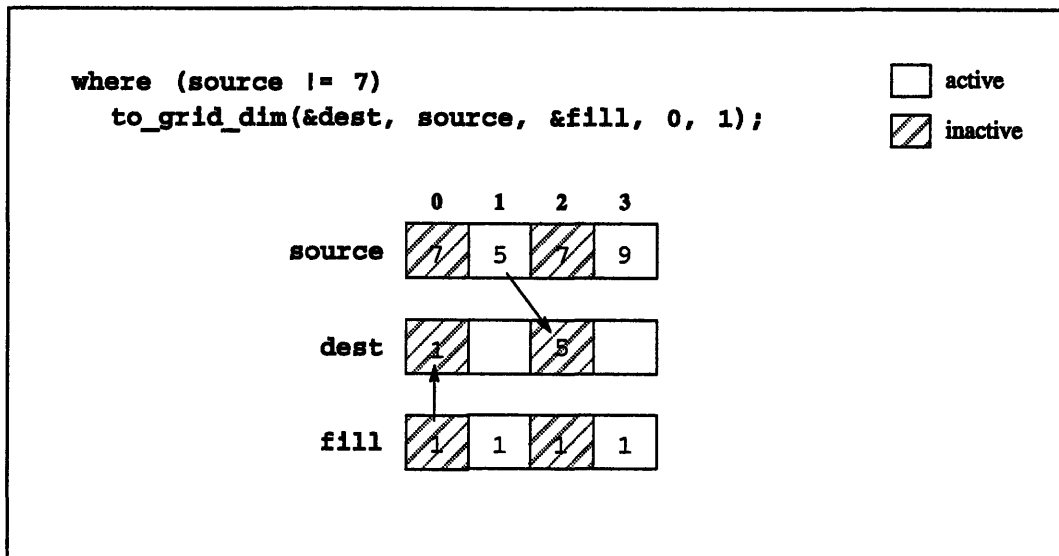 where (source != 7)
to_grid_dim(&dest, source, &fill, 0, 1);
active
inactive
0 1 2 3
source 7 5 7 9
dest 1 5
fill 1 1 1 1